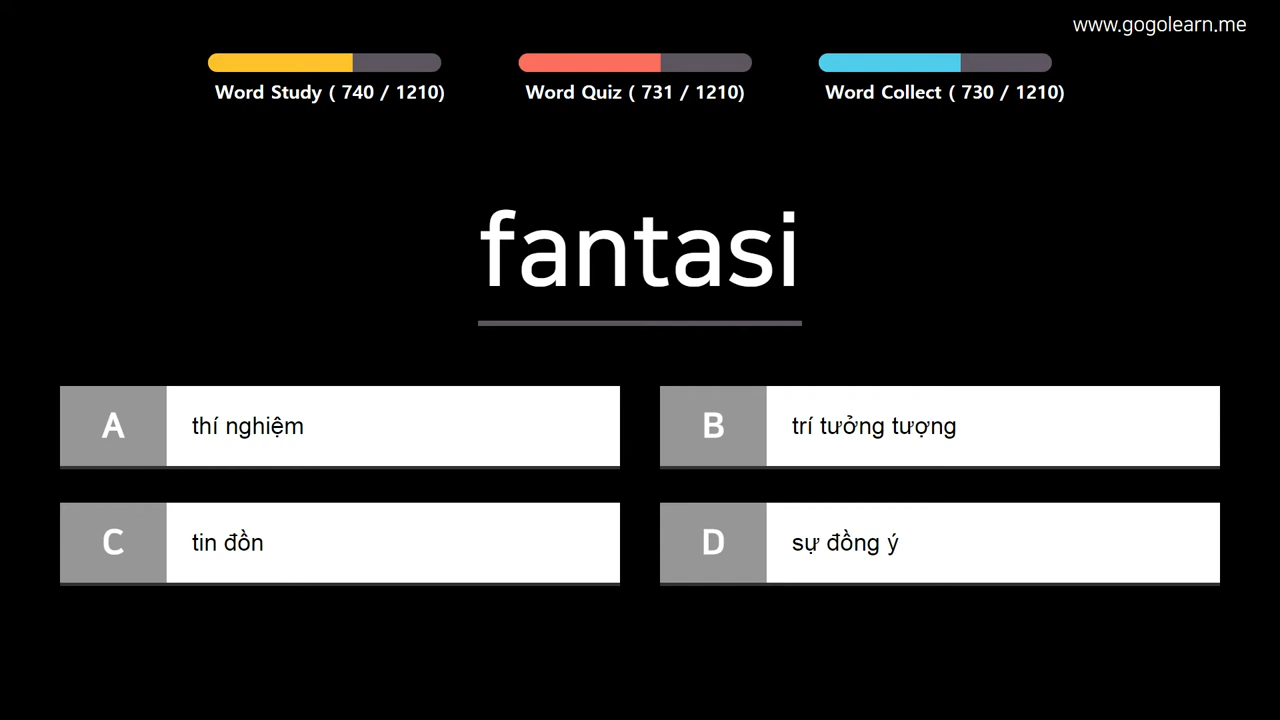 www.gogolearn.me
Word Study ( 740 / 1210)
Word Quiz ( 731 / 1210)
Word Collect ( 730 / 1210)
fantasi
A
thí nghiệm
B
trí tưởng tượng
C
tin đồn
D
sự đồng ý